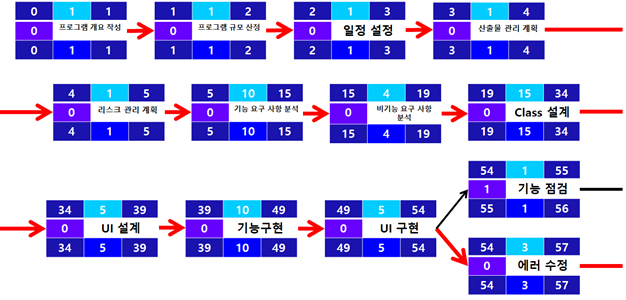 0 1 1 1 1 2 2 1 3 3 1 4
0 프로그램 개요 작성 0 프로그램 규모 산정 0 일정 설정 0 산출물 관리 계획
0 1 1 1 1 2 2 1 3 3 1 4
4 1 5 5 10 15 15 4 19 19 15 34
0 리스크 관리 계획 0 기능 요구 사항 분석 0 비기능 요구 사항
분석 0 Class 설계
4 1 5 5 10 15 15 4 19 19 15 34
54 1 55
1 기능 점검
55 1 56
34 5 39 39 10 49 49 5 54
0 UI 설계 0 기능구현 0 UI 구현
34 5 39 39 10 49 49 5 54
54 3 57
0 에러 수정
54 3 57